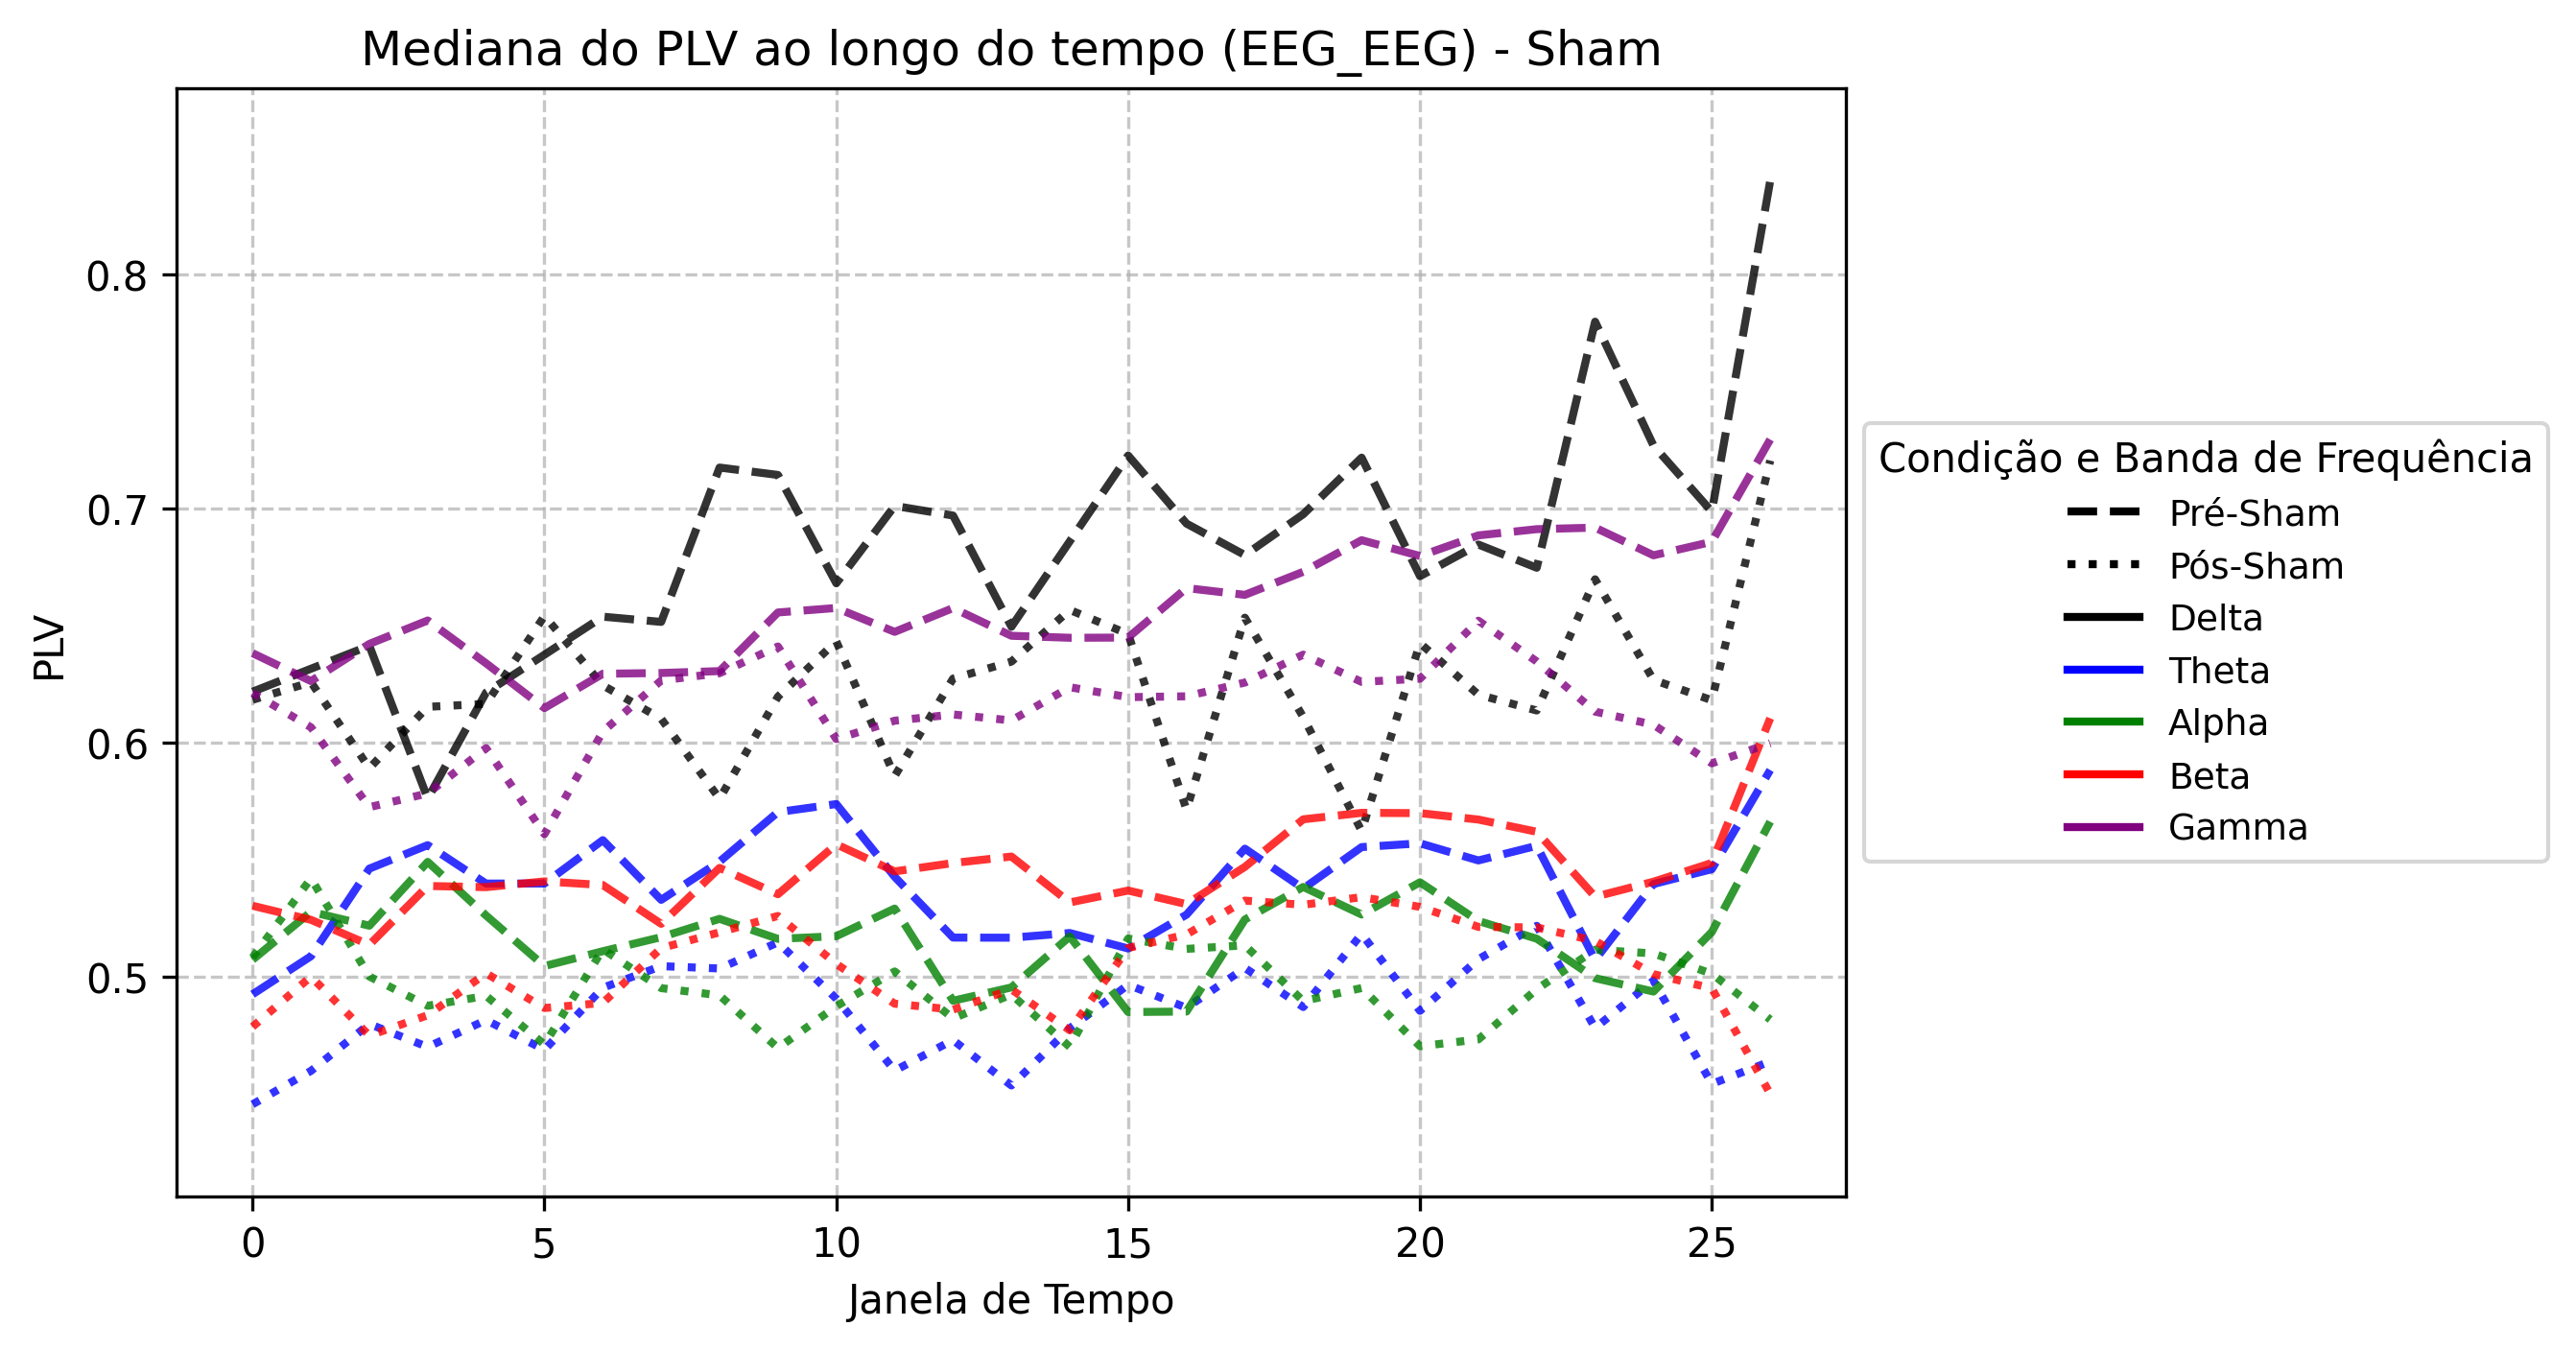 Mediana do PLV ao longo do tempo (EEG_EEG) - Sham
PLV
0.8
0.7
0.6
0.5
0 5 10 15 20 25
Janela de Tempo
Condição e Banda de Frequência
Pré-Sham
Pós-Sham
Delta
Theta
Alpha
Beta
Gamma